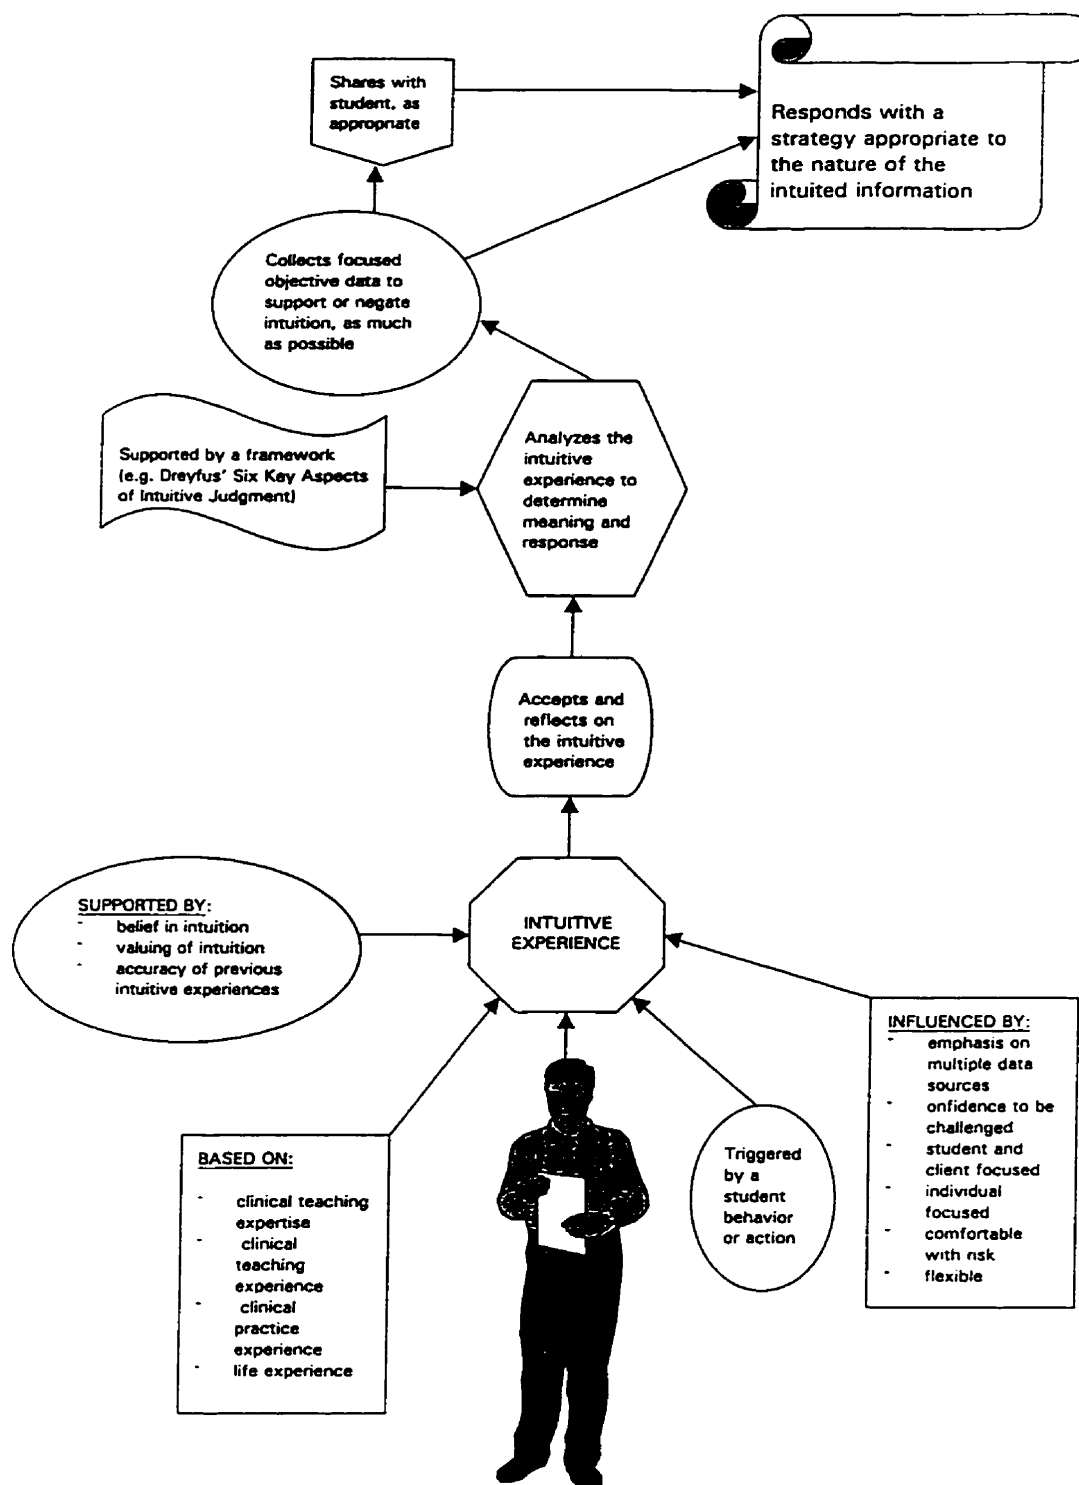 Shares with
student, as
appropriate
Responds with a
strategy appropriate to
the nature of the
intuited information
Collects focused
objective data to
support or negate
intuition, as much
as possible
Supported by a framework
(e.g. Dreyfus' Six Key Aspects
of Intuitive Judgment)
Analyzes the
intuitive
experience to
determine
meaning and
response
Accepts and
reflects on
the intuitive
experience
SUPPORTED BY:
- belief in intuition
- valuing of intuition
- accuracy of previous
intuitive experiences
INTUITIVE
EXPERIENCE
INFLUENCED BY:
- emphasis on
multiple data
sources
- onfidence to be
challenged
- student and
client focused
- individual
focused
- comfortable
with risk
- flexible
BASED ON:
- clinical teaching
expertise
- clinical
teaching
experience
- clinical
practice
experience
- life experience
Triggered
by a
student
behavior
or action